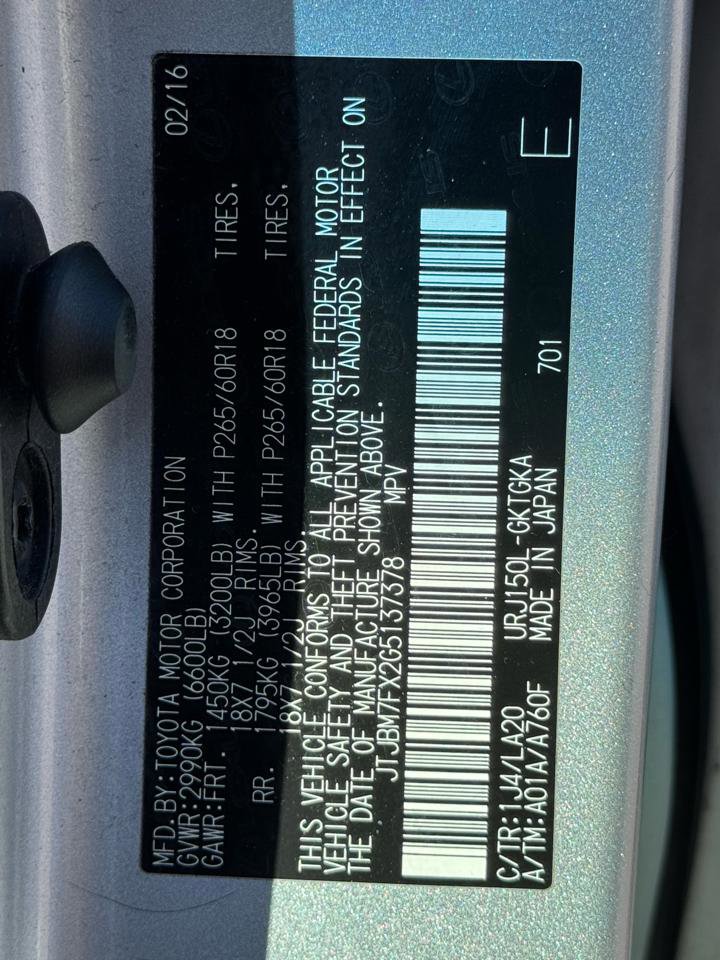 MFD.BY:TOYOTA MOTOR CORPORATION 02/16
GVWR:2990KG (6600LB)
GAWR:FRT. 1450KG (3200LB) WITH P265/60R18 TIRES,
18X7 1/2J RIMS.
RR. 1795KG (3965LB) WITH P265/60R18 TIRES,
18X7 1/2J RIMS.
THIS VEHICLE CONFORMS TO ALL APPLICABLE FEDERAL MOTOR
VEHICLE SAFETY AND THEFT PREVENTION STANDARDS IN EFFECT ON
THE DATE OF MANUFACTURE SHOWN ABOVE.
JTJBM7FX2G5137378 MPV
C/TR:1J4/LA20 URJ150L-GKTGKA
A/TM:A01A/A760F MADE IN JAPAN 701 E